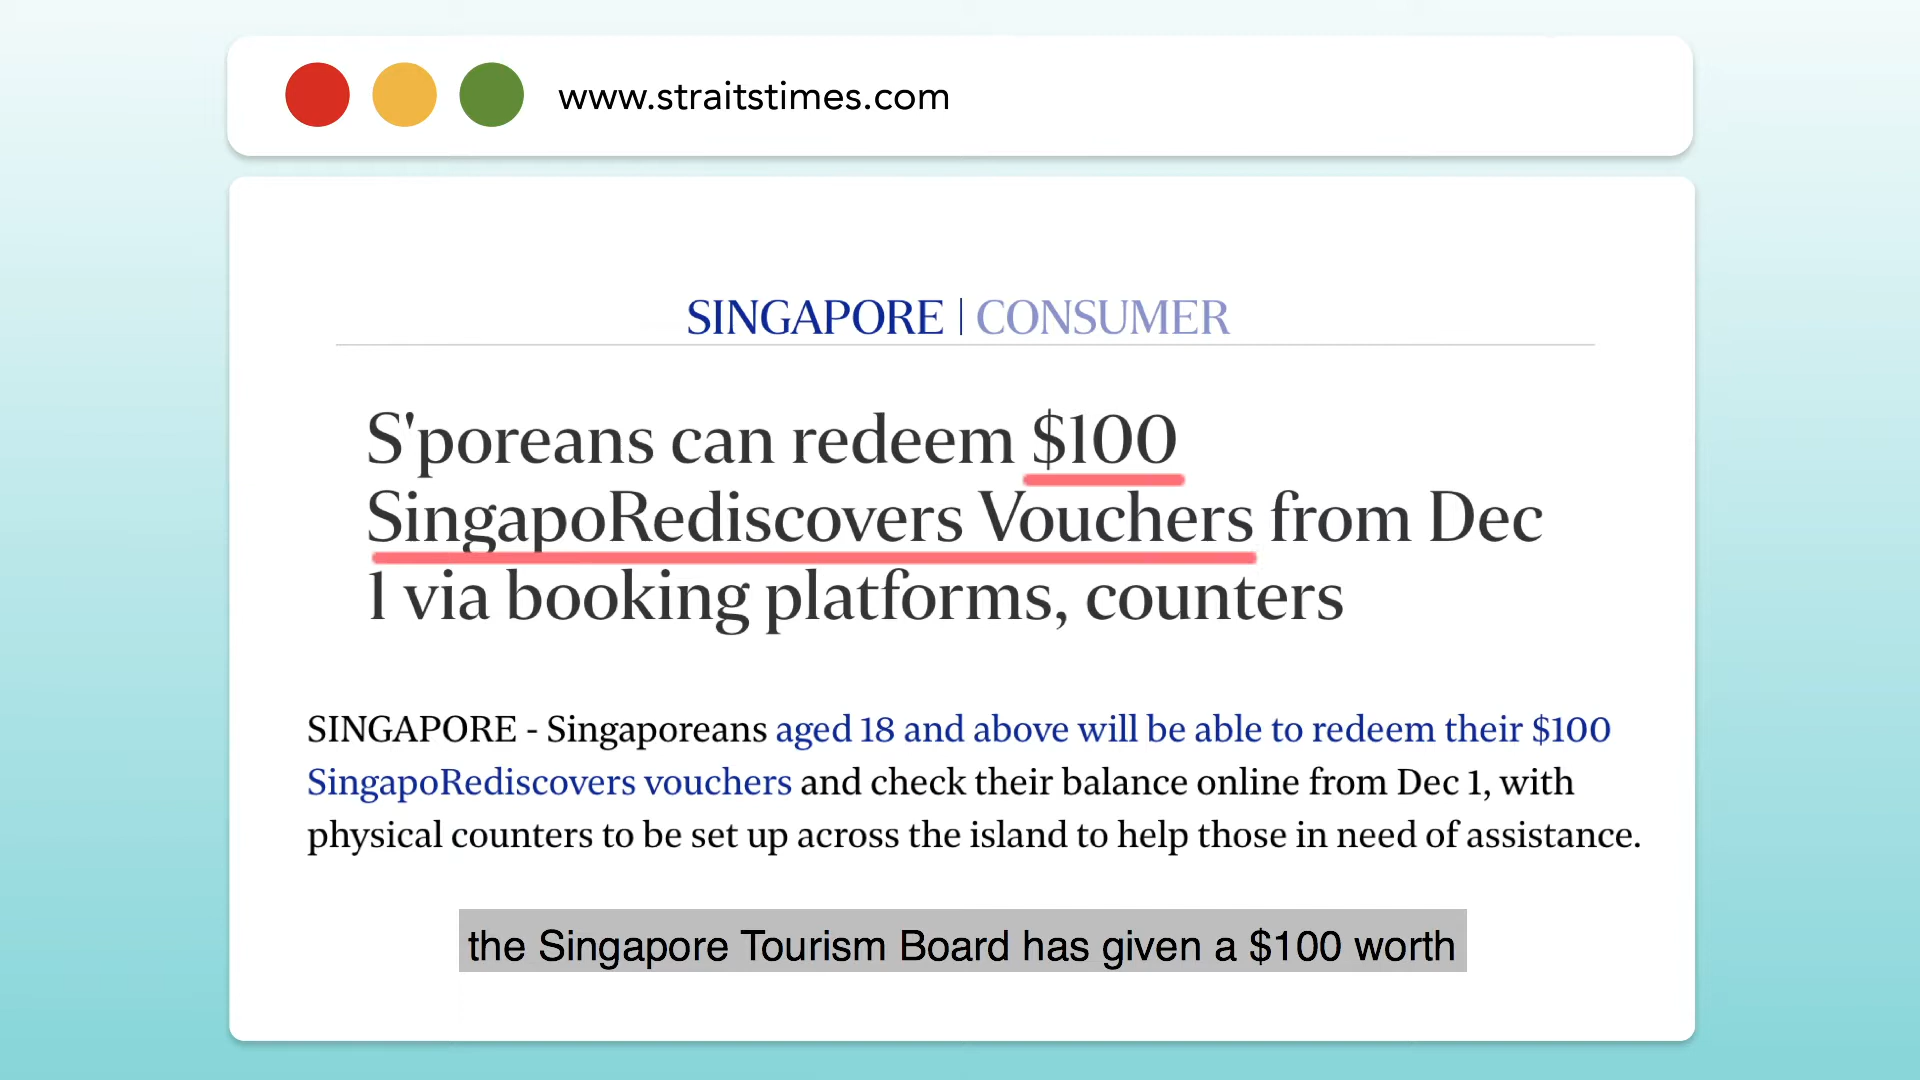 www.straitstimes.com
SINGAPORE | CONSUMER
S'poreans can redeem $100
SingapoRediscovers Vouchers from Dec
1 via booking platforms, counters
SINGAPORE - Singaporeans aged 18 and above will be able to redeem their $100
SingapoRediscovers vouchers and check their balance online from Dec 1, with
physical counters to be set up across the island to help those in need of assistance.
the Singapore Tourism Board has given a $100 worth